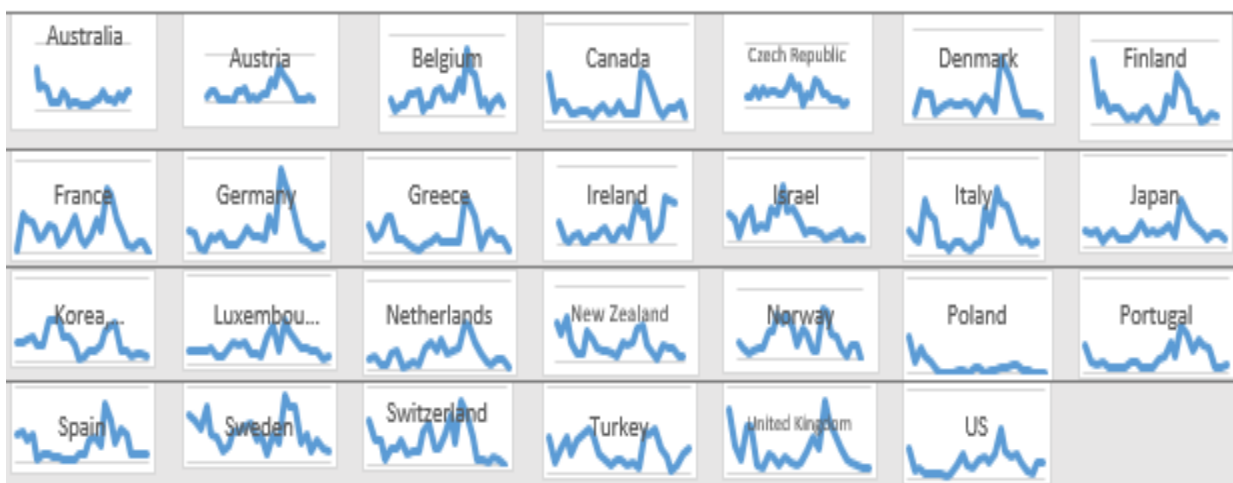 Australia
Austria
Belgium
Canada
Czech Republic
Denmark
Finland
France
Germany
Greece
Ireland
Israel
Italy
Japan
Korea,...
Luxembou...
Netherlands
New Zealand
Norway
Poland
Portugal
Spain
Sweden
Switzerland
Turkey
United Kingdom
US